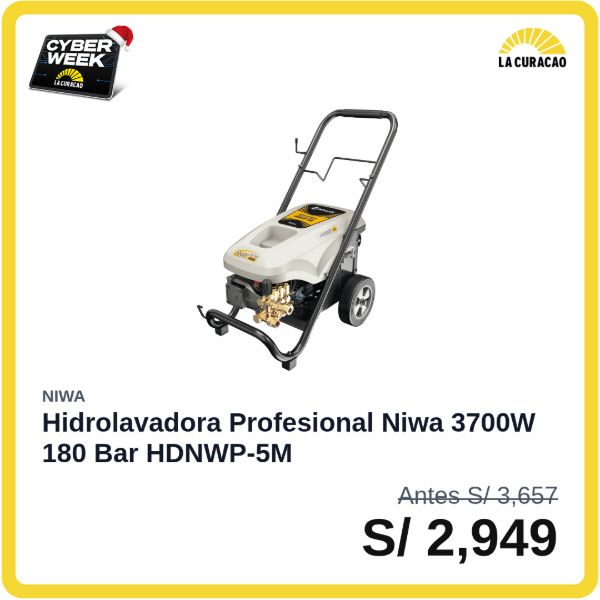 CYBER
WEEK
LA CURACAO
LA CURACAO
NIWA
Hidrolavadora Profesional Niwa 3700W
180 Bar HDNWP-5M
Antes S/ 3,657
S/ 2,949